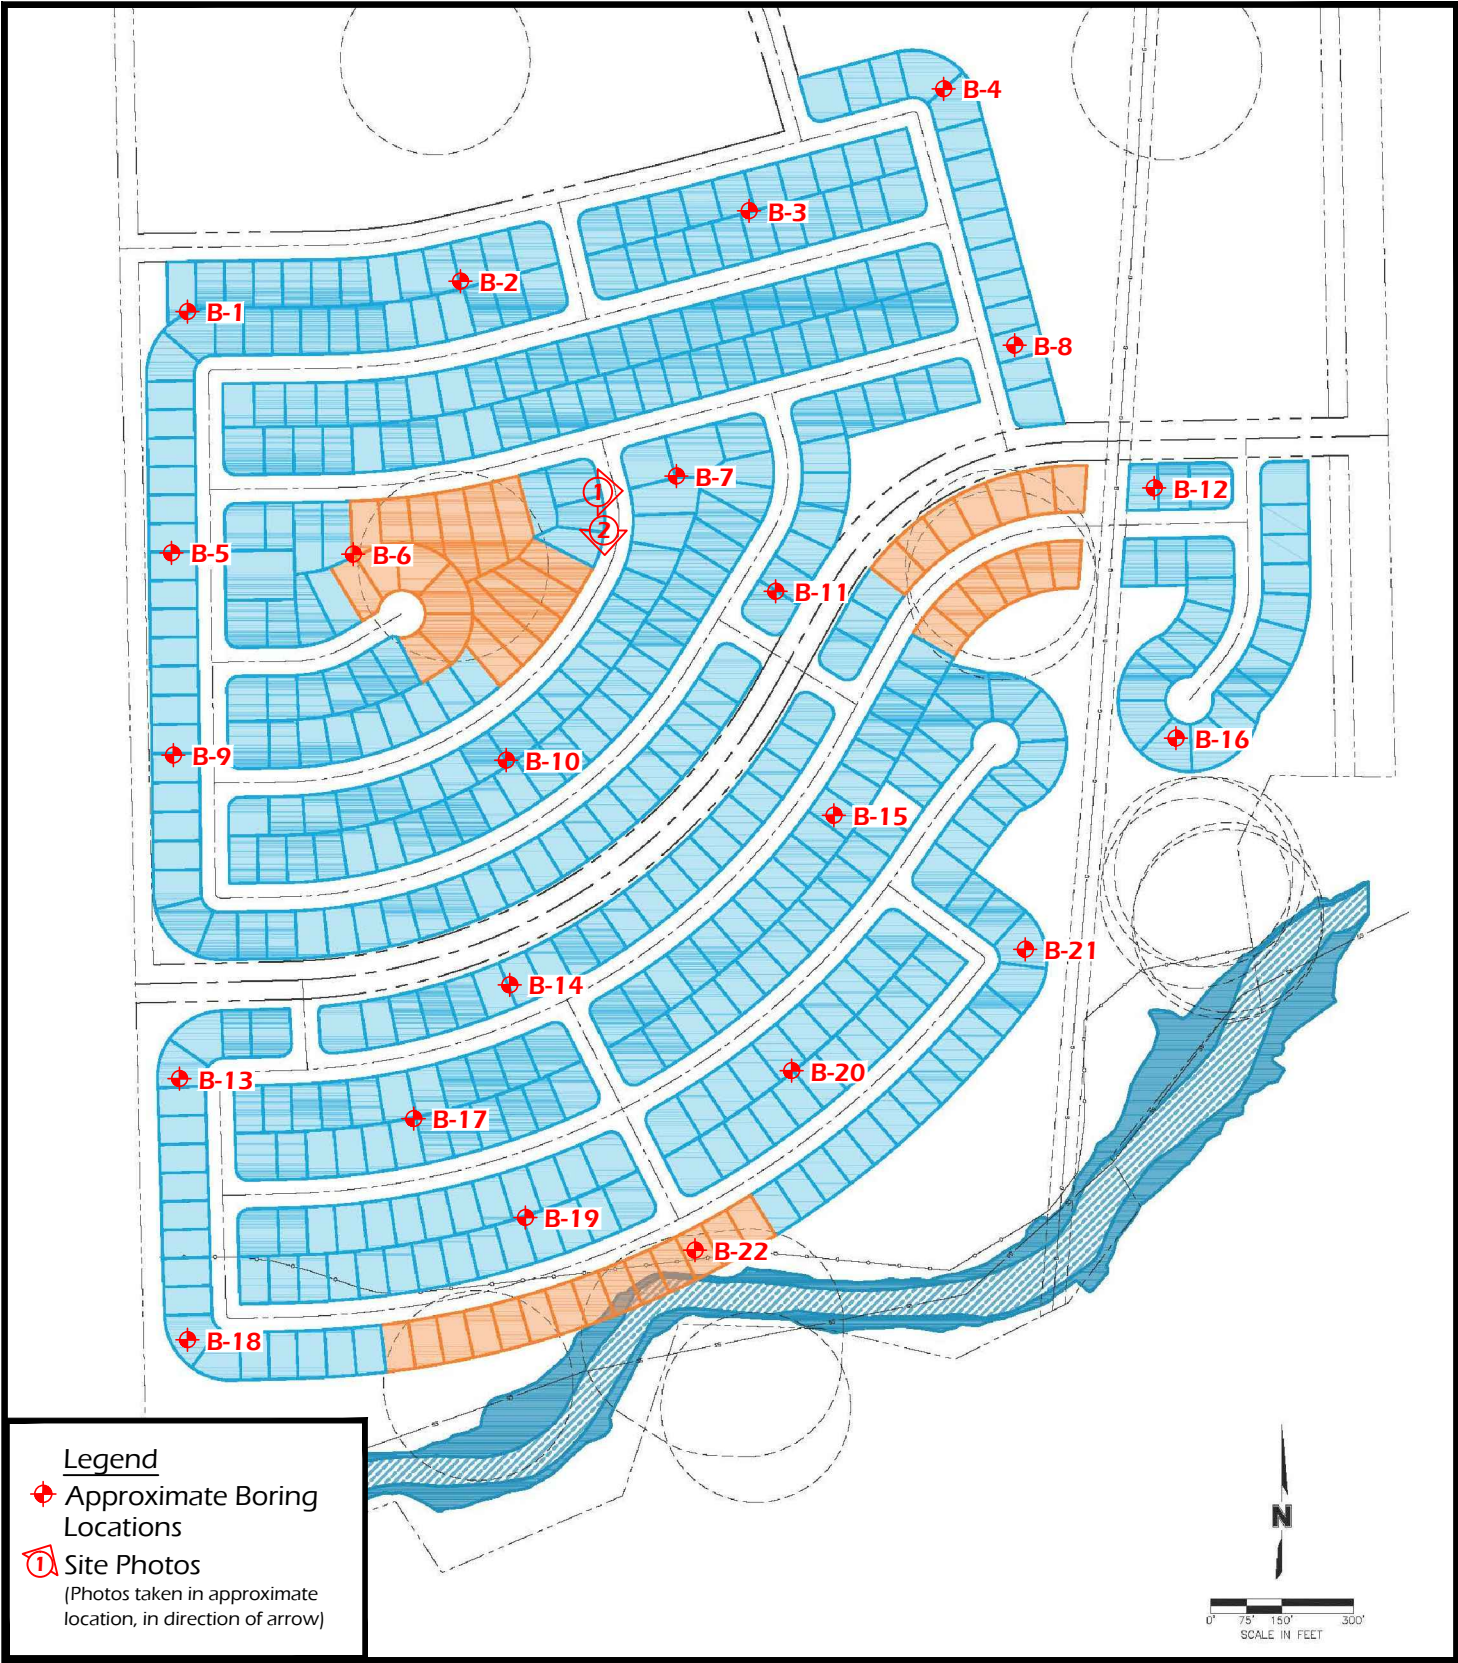 B-4
B-3
B-2
B-1
B-8
B-7
1
B-12
2
B-5
B-6
B-11
B-16
B-9
B-10
B-15
B-21
B-14
B-20
B-13
B-17
B-19
B-22
B-18
Legend
Approximate Boring
Locations
1 Site Photos
(Photos taken in approximate
location, in direction of arrow)
N
0' 75' 150' 300'
SCALE IN FEET